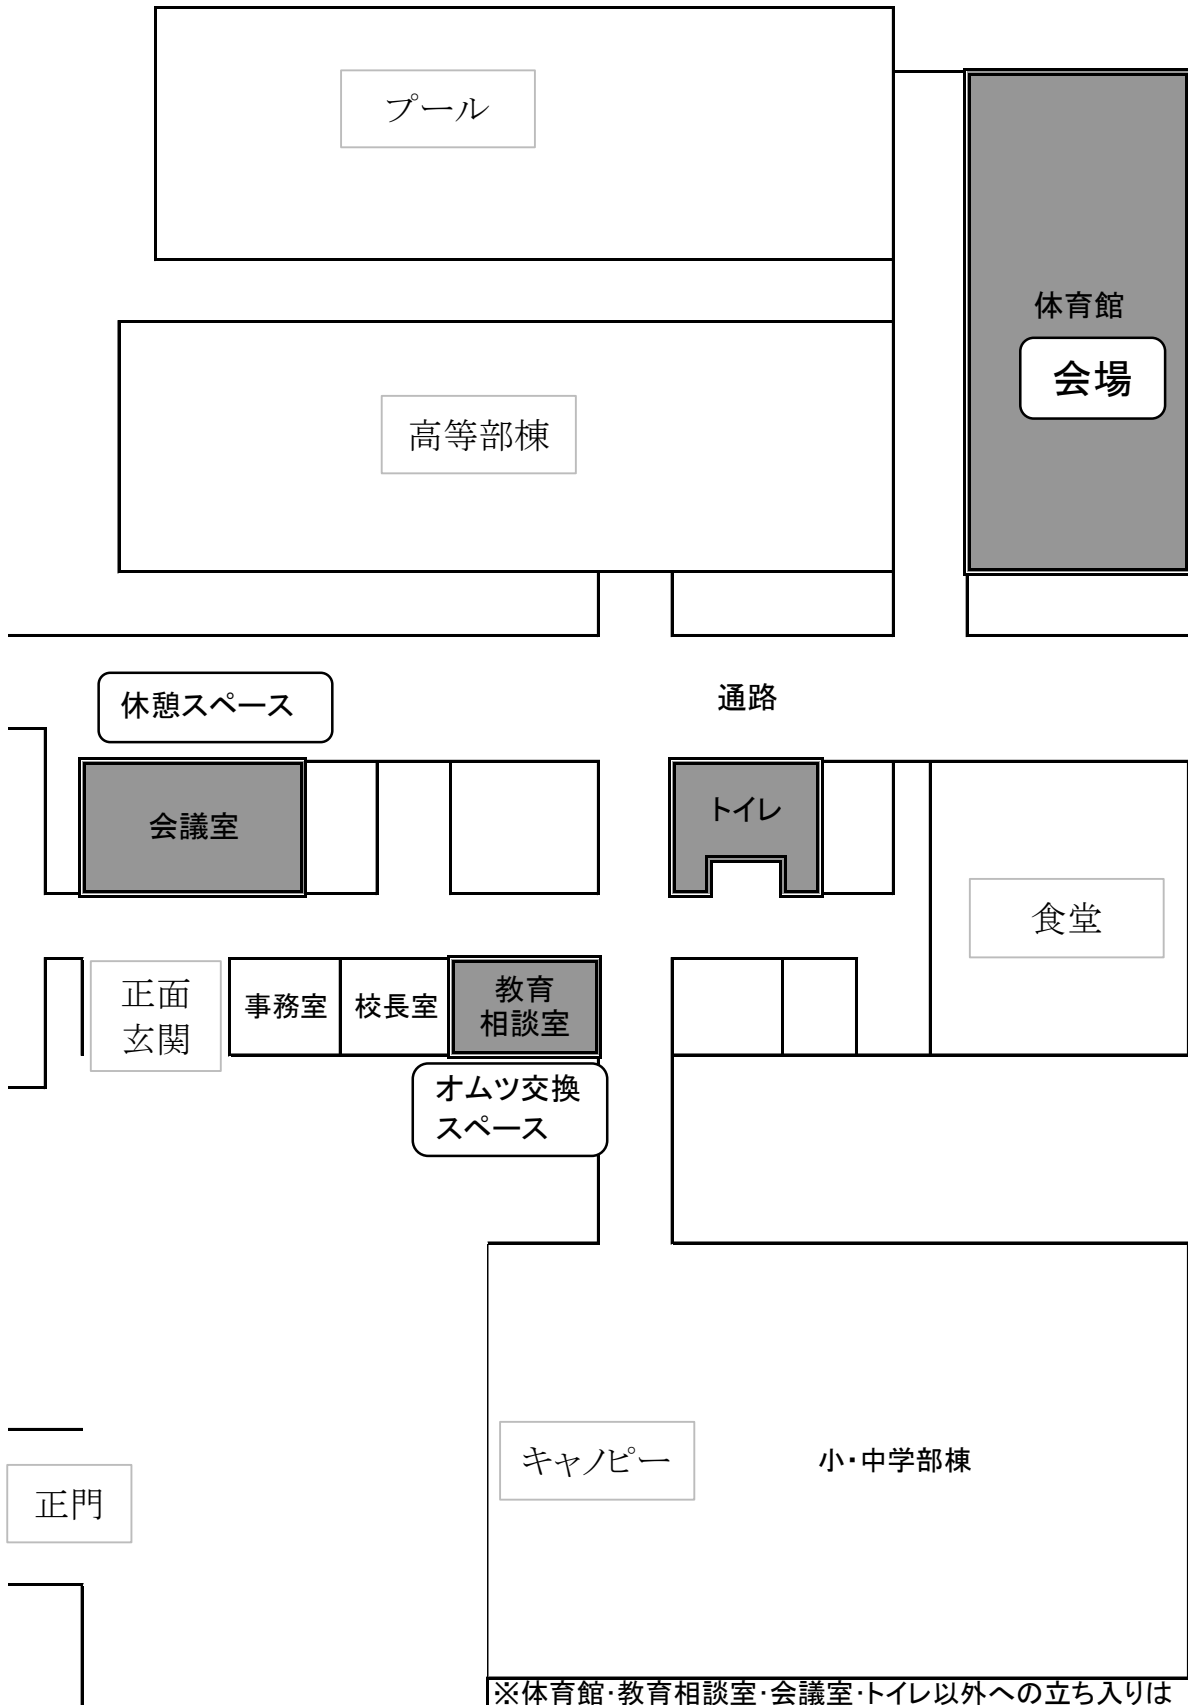 プール
体育館
会場
高等部棟
休憩スペース
通路
会議室
トイレ
食堂
正面
玄関
事務室
校長室
教育
相談室
オムツ交換
スペース
キャノピー
小・中学部棟
正門
※体育館・教育相談室・会議室・トイレ以外への立ち入りは